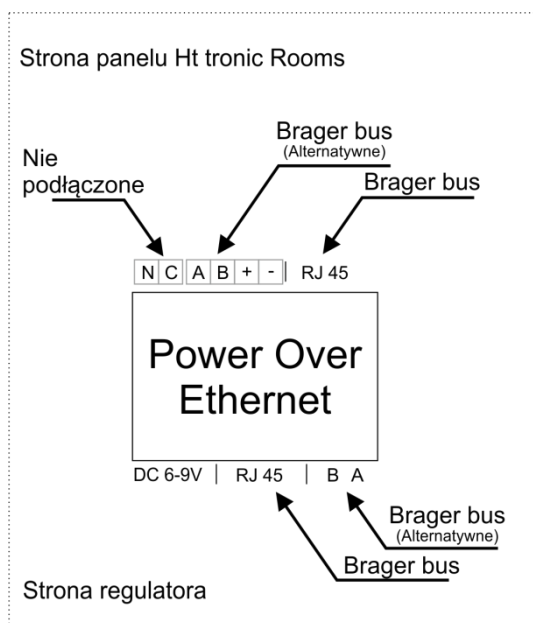 Strona panelu Ht tronic Rooms
Brager bus
(Alternatywne)
Nie
podłączone
Brager bus
N C A B + - | RJ 45
Power Over
Ethernet
DC 6-9V | RJ 45 | B A
Brager bus
(Alternatywne)
Brager bus
Strona regulatora